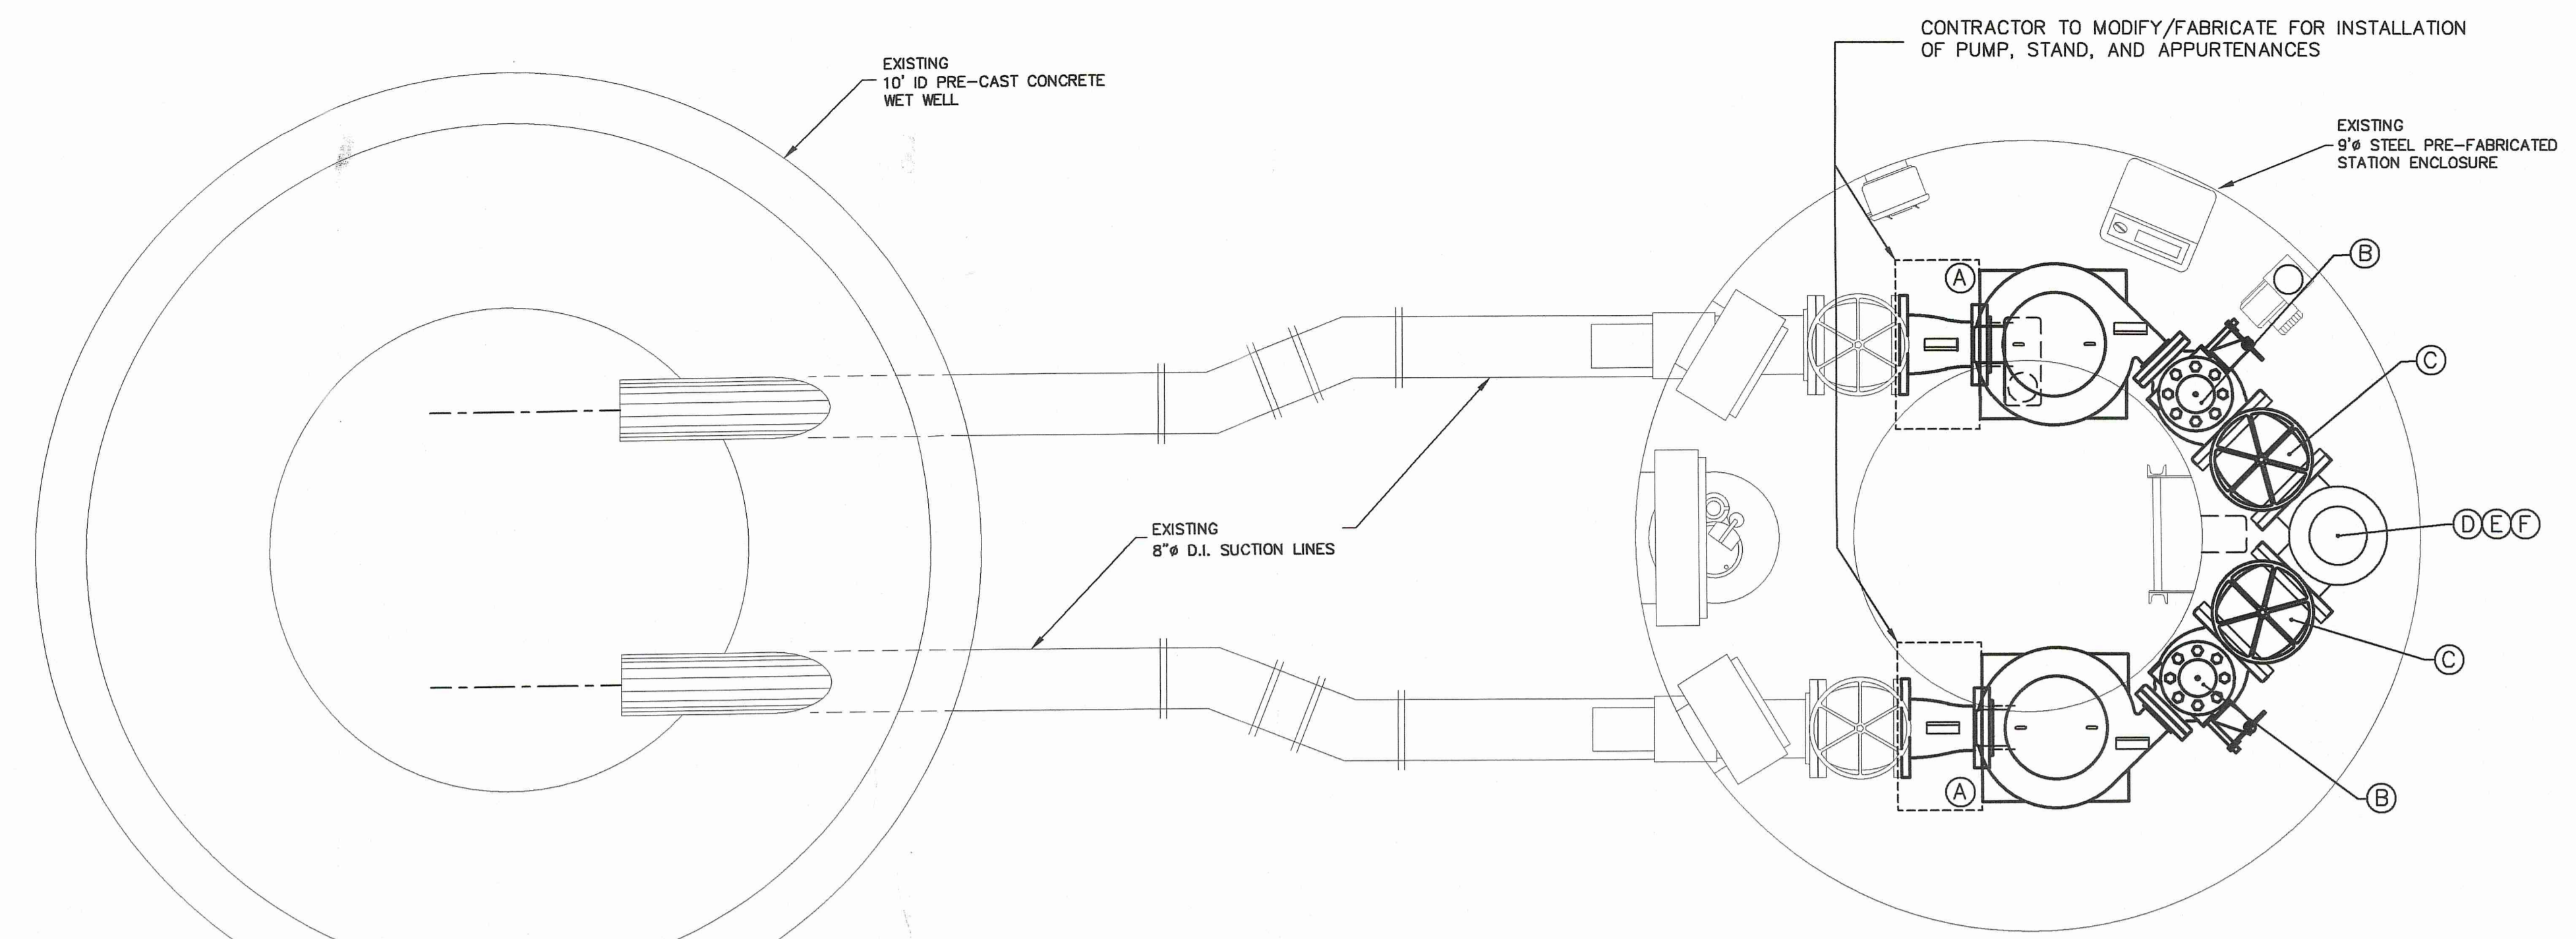 CONTRACTOR TO MODIFY/FABRICATE FOR INSTALLATION
OF PUMP, STAND, AND APPURTENANCES
EXISTING
10' ID PRE-CAST CONCRETE
WET WELL
EXISTING
9'ø STEEL PRE-FABRICATED
STATION ENCLOSURE
A
B
C
EXISTING
8"ø D.I. SUCTION LINES
D E F
C
A
B